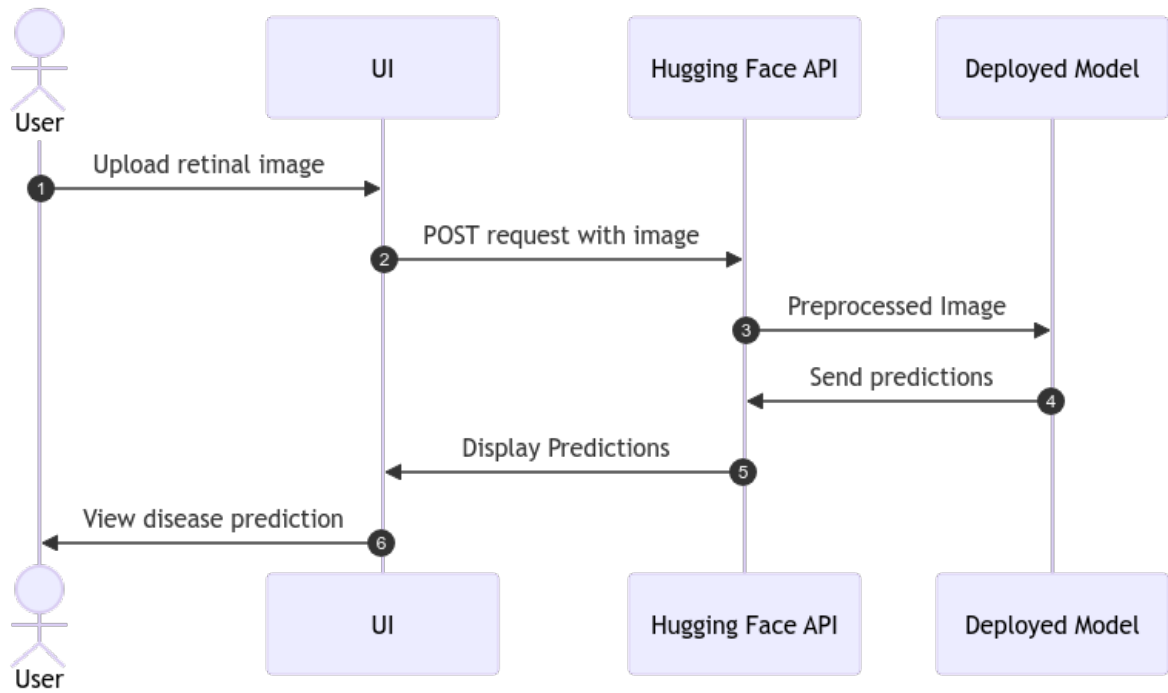 User
UI
Hugging Face API
Deployed Model
Upload retinal image
1
POST request with image
2
Preprocessed Image
3
Send predictions
4
Display Predictions
5
View disease prediction
6
User
UI
Hugging Face API
Deployed Model